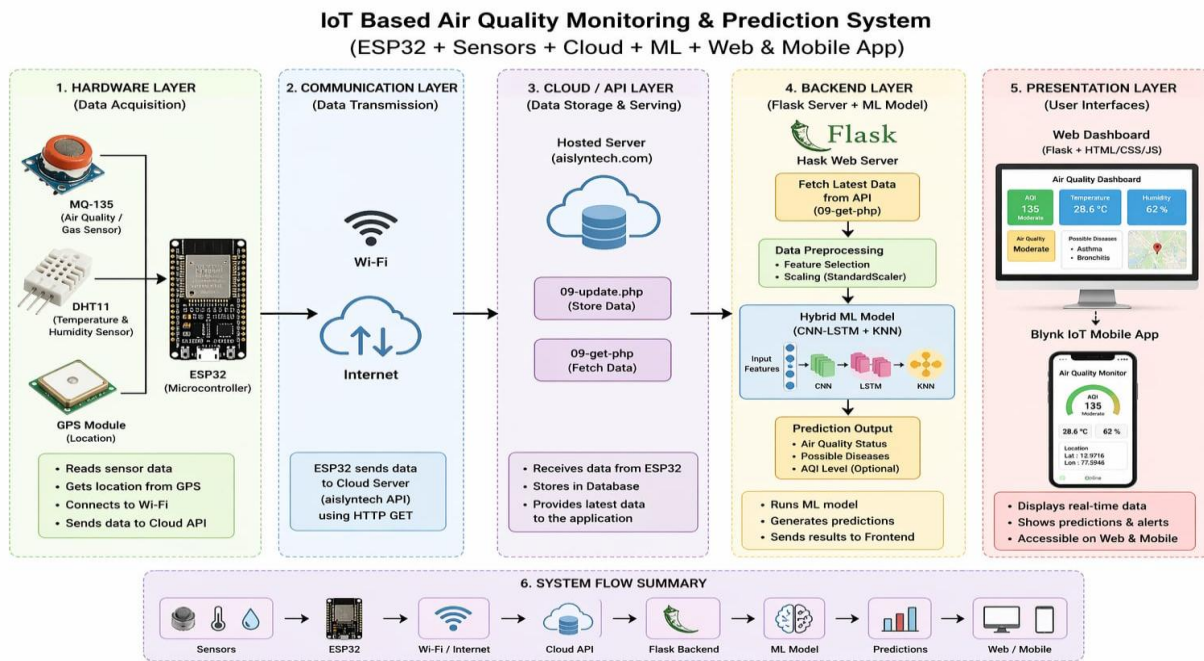 IoT Based Air Quality Monitoring & Prediction System
(ESP32 + Sensors + Cloud + ML + Web & Mobile App)
1. HARDWARE LAYER
(Data Acquisition)
MQ-135
(Air Quality /
Gas Sensor)
DHT11
(Temperature &
Humidity Sensor)
ESP32
(Microcontroller)
GPS Module
(Location)
• Reads sensor data
• Gets location from GPS
• Connects to Wi-Fi
• Sends data to Cloud API
2. COMMUNICATION LAYER
(Data Transmission)
Wi-Fi
Internet
ESP32 sends data
to Cloud Server
(aislyntech API)
using HTTP GET
3. CLOUD / API LAYER
(Data Storage & Serving)
Hosted Server
(aislyntech.com)
09-update.php
(Store Data)
09-get-php
(Fetch Data)
• Receives data from ESP32
• Stores in Database
• Provides latest data
to the application
4. BACKEND LAYER
(Flask Server + ML Model)
Flask
Hask Web Server
Fetch Latest Data
from API
(09-get-php)
Data Preprocessing
• Feature Selection
• Scaling (StandardScaler)
Hybrid ML Model
(CNN-LSTM + KNN)
Input
Features
CNN
LSTM
KNN
Prediction Output
• Air Quality Status
• Possible Diseases
• AQI Level (Optional)
• Runs ML model
• Generates predictions
• Sends results to Frontend
5. PRESENTATION LAYER
(User Interfaces)
Web Dashboard
(Flask + HTML/CSS/JS)
Air Quality Dashboard
AQI
135
Moderate
Temperature
28.6 °C
Humidity
62 %
Air Quality
Moderate
Possible Diseases
• Asthma
• Bronchitis
Blynk IoT Mobile App
Air Quality Monitor
AQI
135
Moderate
28.6 °C
62 %
Location
Lat : 12.9716
Lon : 77.5946
Online
• Displays real-time data
• Shows predictions & alerts
• Accessible on Web & Mobile
6. SYSTEM FLOW SUMMARY
Sensors
ESP32
Wi-Fi / Internet
Cloud API
Flask Backend
ML Model
Predictions
Web / Mobile